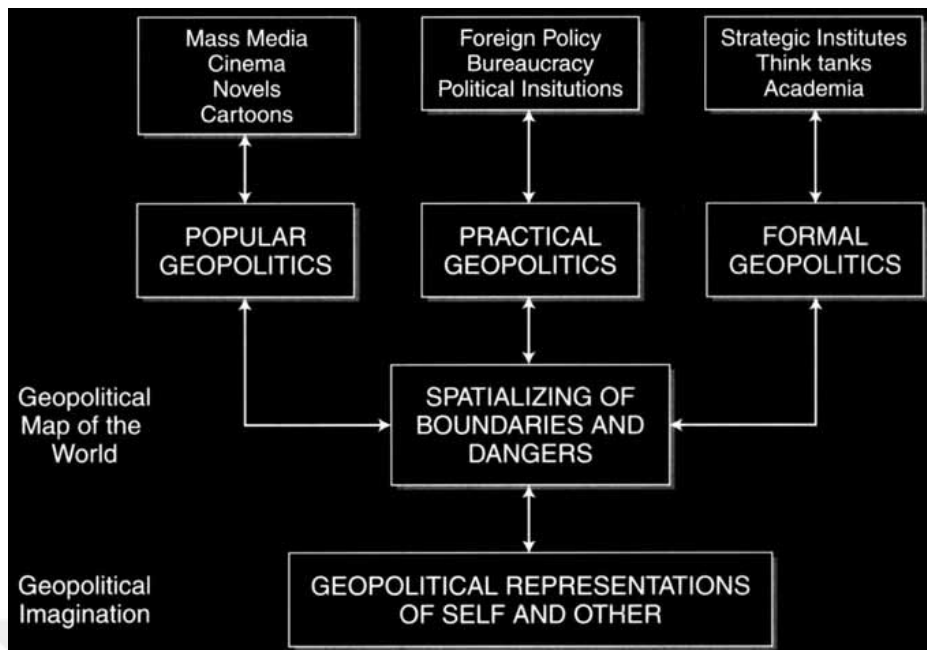 Mass Media
Cinema
Novels
Cartoons
Foreign Policy
Bureaucracy
Political Insitutions
Strategic Institutes
Think tanks
Academia
POPULAR
GEOPOLITICS
PRACTICAL
GEOPOLITICS
FORMAL
GEOPOLITICS
Geopolitical
Map of the
World
SPATIALIZING OF
BOUNDARIES AND
DANGERS
Geopolitical
Imagination
GEOPOLITICAL REPRESENTATIONS
OF SELF AND OTHER